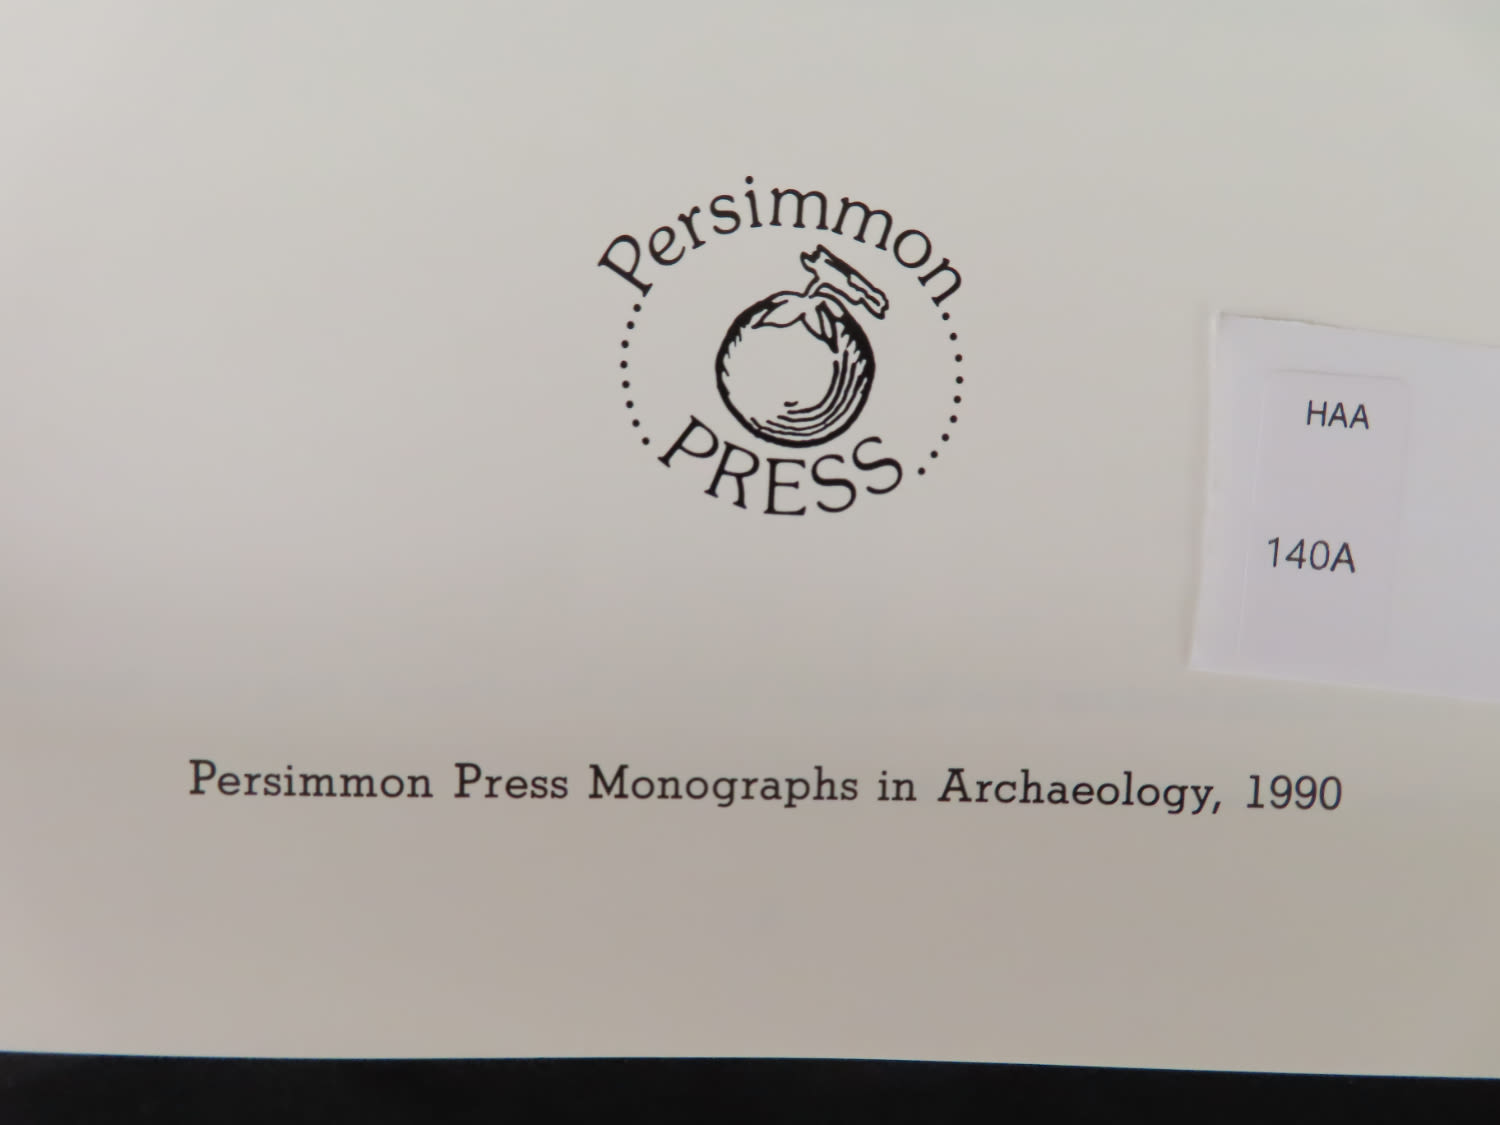 Persimmon
PRESS
HAA
140A
Persimmon Press Monographs in Archaeology, 1990